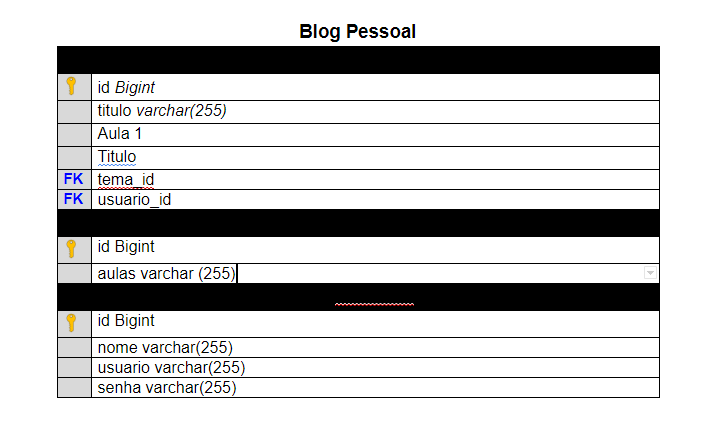 Blog Pessoal
id Bigint
titulo varchar(255)
Aula 1
Titulo
FK tema_id
FK usuario_id
id Bigint
aulas varchar (255)
id Bigint
nome varchar(255)
usuario varchar(255)
senha varchar(255)